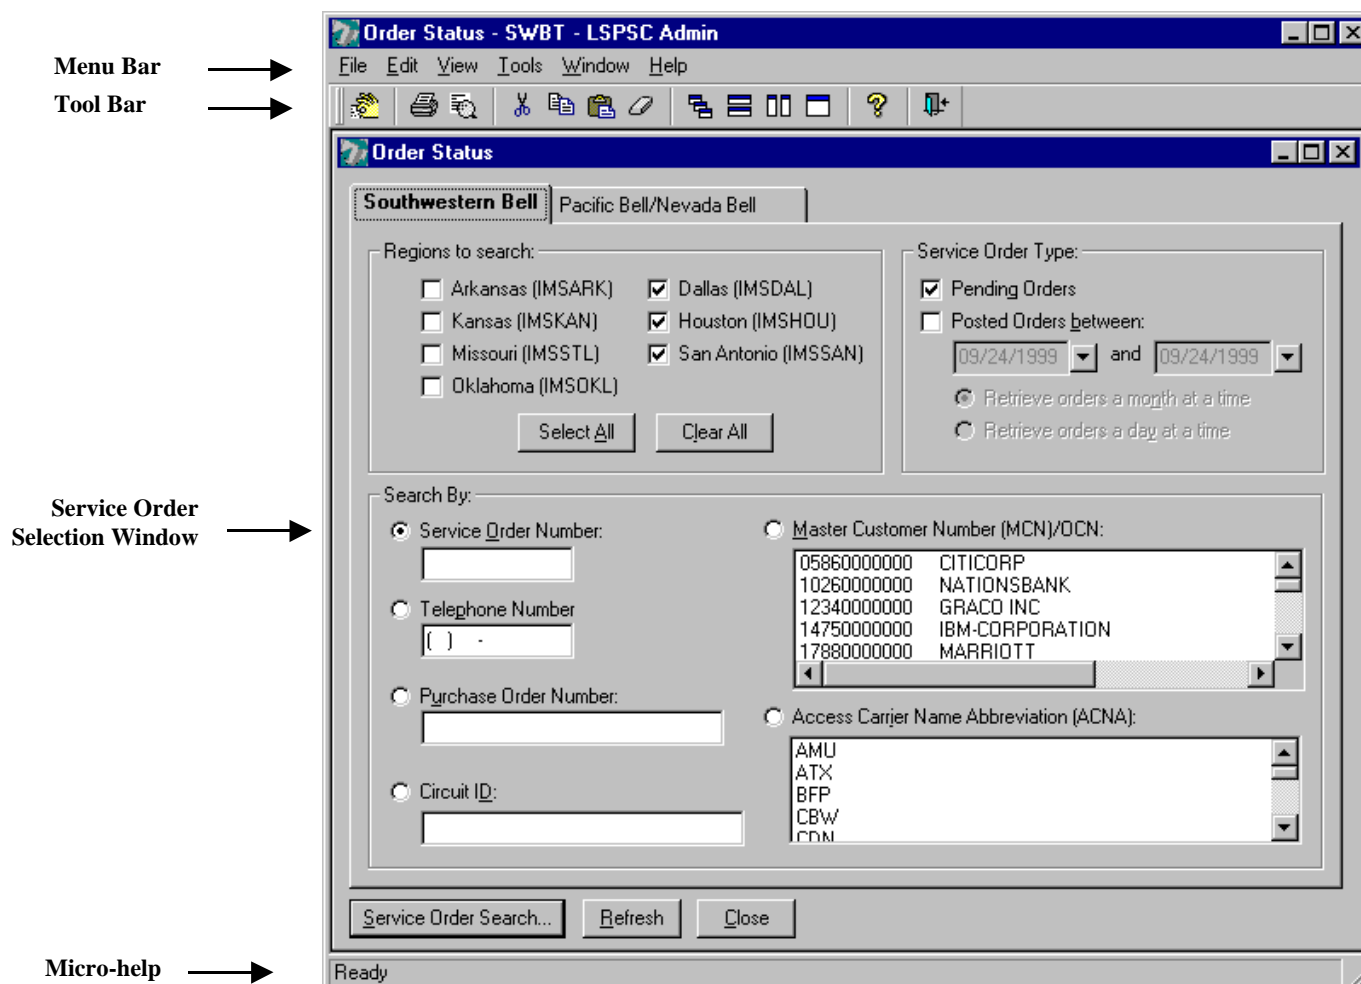 Order Status - SWBT - LSPSC Admin
Menu Bar
File Edit View Tools Window Help
Tool Bar
Order Status
Southwestern Bell
Pacific Bell/Nevada Bell
Regions to search:
Arkansas (IMSARK)
Dallas (IMSDAL)
Kansas (IMSKAN)
Houston (IMSHOU)
Missouri (IMSSTL)
San Antonio (IMSSAN)
Oklahoma (IMSOKL)
Select All
Clear All
Service Order Type:
Pending Orders
Posted Orders between:
09/24/1999 and 09/24/1999
Retrieve orders a month at a time
Retrieve orders a day at a time
Service Order
Selection Window
Search By:
Service Order Number:
Telephone Number
( ) -
Purchase Order Number:
Circuit ID:
Master Customer Number (MCN)/OCN:
05860000000 CITICORP
10260000000 NATIONSBANK
12340000000 GRACO INC
14750000000 IBM-CORPORATION
17880000000 MARRIOTT
Access Carrier Name Abbreviation (ACNA):
AMU
ATX
BFP
CBW
CDN
Service Order Search...
Refresh
Close
Micro-help
Ready